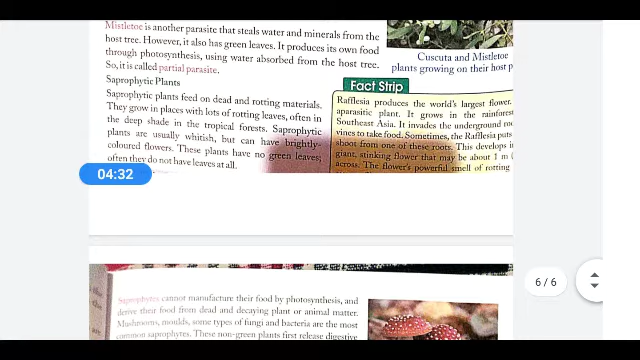 Mistletoe is another parasite that steals water and minerals from the
host tree. However, it also has green leaves. It produces its own food
through photosynthesis, using water absorbed from the host tree.
So, it is called partial parasite.
Saprophytic Plants
Saprophytic plants feed on dead and rotting materials.
They grow in places with lots of rotting leaves, often in
the deep shade in the tropical forests. Saprophytic
plants are usually whitish, but can have brightly-
coloured flowers. These plants have no green leaves;
often they do not have leaves at all.
Cuscuta and Mistletoe
plants growing on their host p
Fact Strip
Rafflesia produces the world's largest flower.
aparasitic plant. It grows in the rainfores
Southeast Asia. It invades the underground roo
vines to take food. Sometimes, the Rafflesia puts
shoot from one of these roots. This develops in
giant, stinking flower that may be about 1 m (
across. The flower's powerful smell of rotting
04:32
6/6
Saprophytes cannot manufacture their food by photosynthesis, and
derive their food from dead and decaying plant or animal matter.
Mushrooms, moulds, some types of fungi and bacteria are the most
common saprophytes. These non-green plants first release digestive